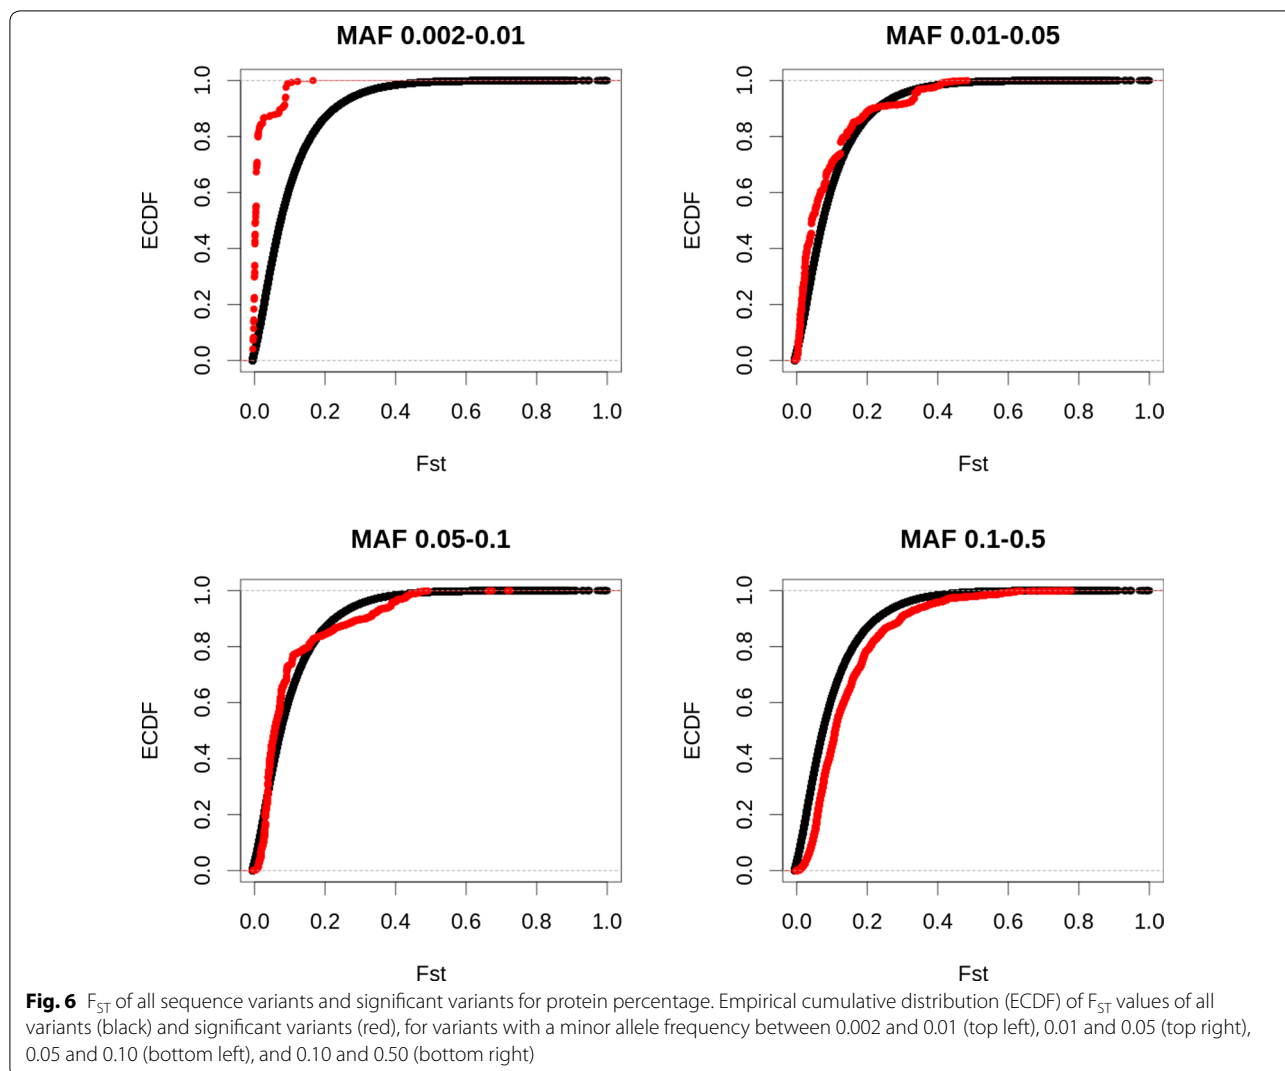 MAF 0.002-0.01
ECDF
0.0 0.2 0.4 0.6 0.8 1.0
0.0 0.2 0.4 0.6 0.8 1.0
Fst
MAF 0.01-0.05
ECDF
0.0 0.2 0.4 0.6 0.8 1.0
0.0 0.2 0.4 0.6 0.8 1.0
Fst
MAF 0.05-0.1
ECDF
0.0 0.2 0.4 0.6 0.8 1.0
0.0 0.2 0.4 0.6 0.8 1.0
Fst
MAF 0.1-0.5
ECDF
0.0 0.2 0.4 0.6 0.8 1.0
0.0 0.2 0.4 0.6 0.8 1.0
Fst
Fig. 6 FST of all sequence variants and significant variants for protein percentage. Empirical cumulative distribution (ECDF) of FST values of all
variants (black) and significant variants (red), for variants with a minor allele frequency between 0.002 and 0.01 (top left), 0.01 and 0.05 (top right),
0.05 and 0.10 (bottom left), and 0.10 and 0.50 (bottom right)